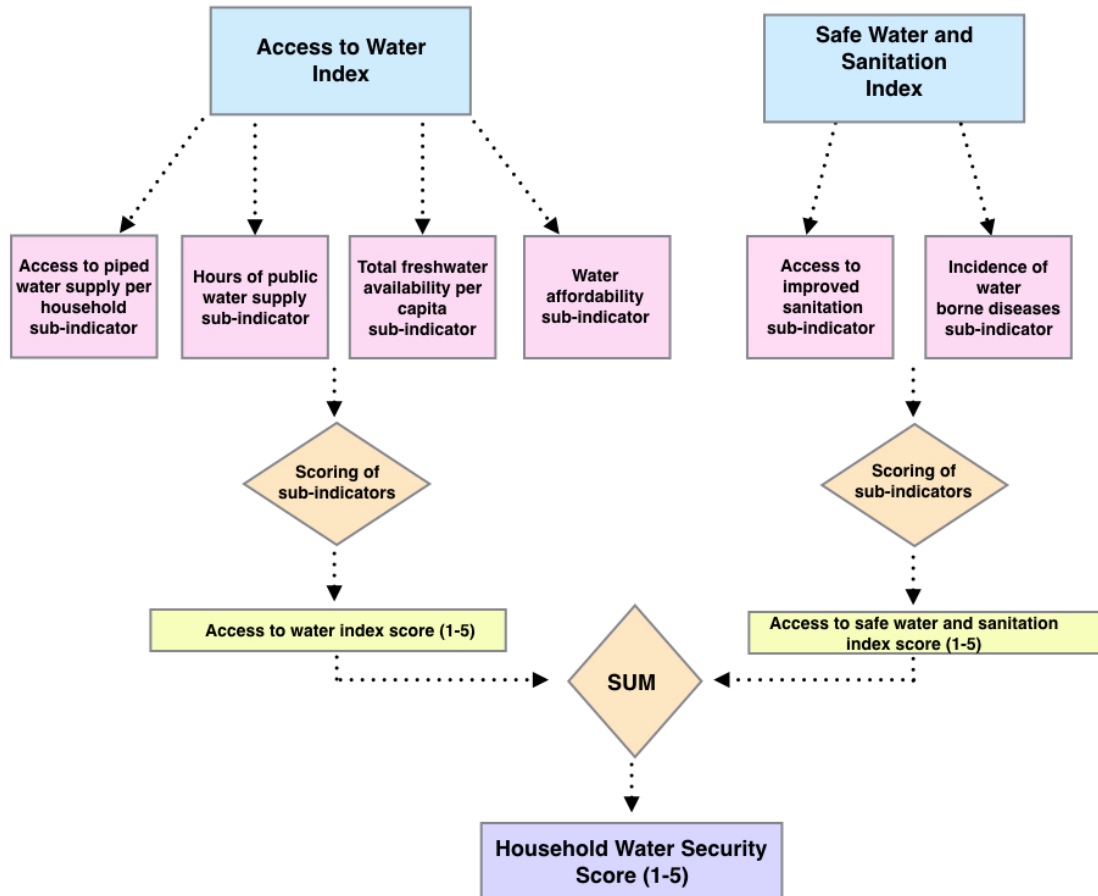 Access to Water
Index
Safe Water and
Sanitation
Index
Access to piped
water supply per
household
sub-indicator
Hours of public
water supply
sub-indicator
Total freshwater
availability per
capita
sub-indicator
Water
affordability
sub-indicator
Access to
improved
sanitation
sub-indicator
Incidence of
water
borne diseases
sub-indicator
Scoring of
sub-indicators
Scoring of
sub-indicators
Access to water index score (1-5)
Access to safe water and sanitation
index score (1-5)
SUM
Household Water Security
Score (1-5)